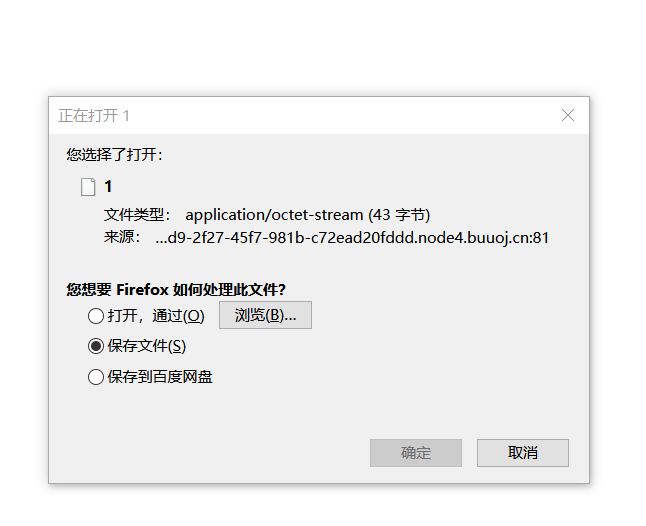 正在打开 1
您选择了打开：
1
文件类型： application/octet-stream (43 字节)
来源： ...d9-2f27-45f7-981b-c72ead20fddd.node4.buuoj.cn:81
您想要 Firefox 如何处理此文件？
打开，通过(O) 浏览(B)...
保存文件(S)
保存到百度网盘
确定 取消